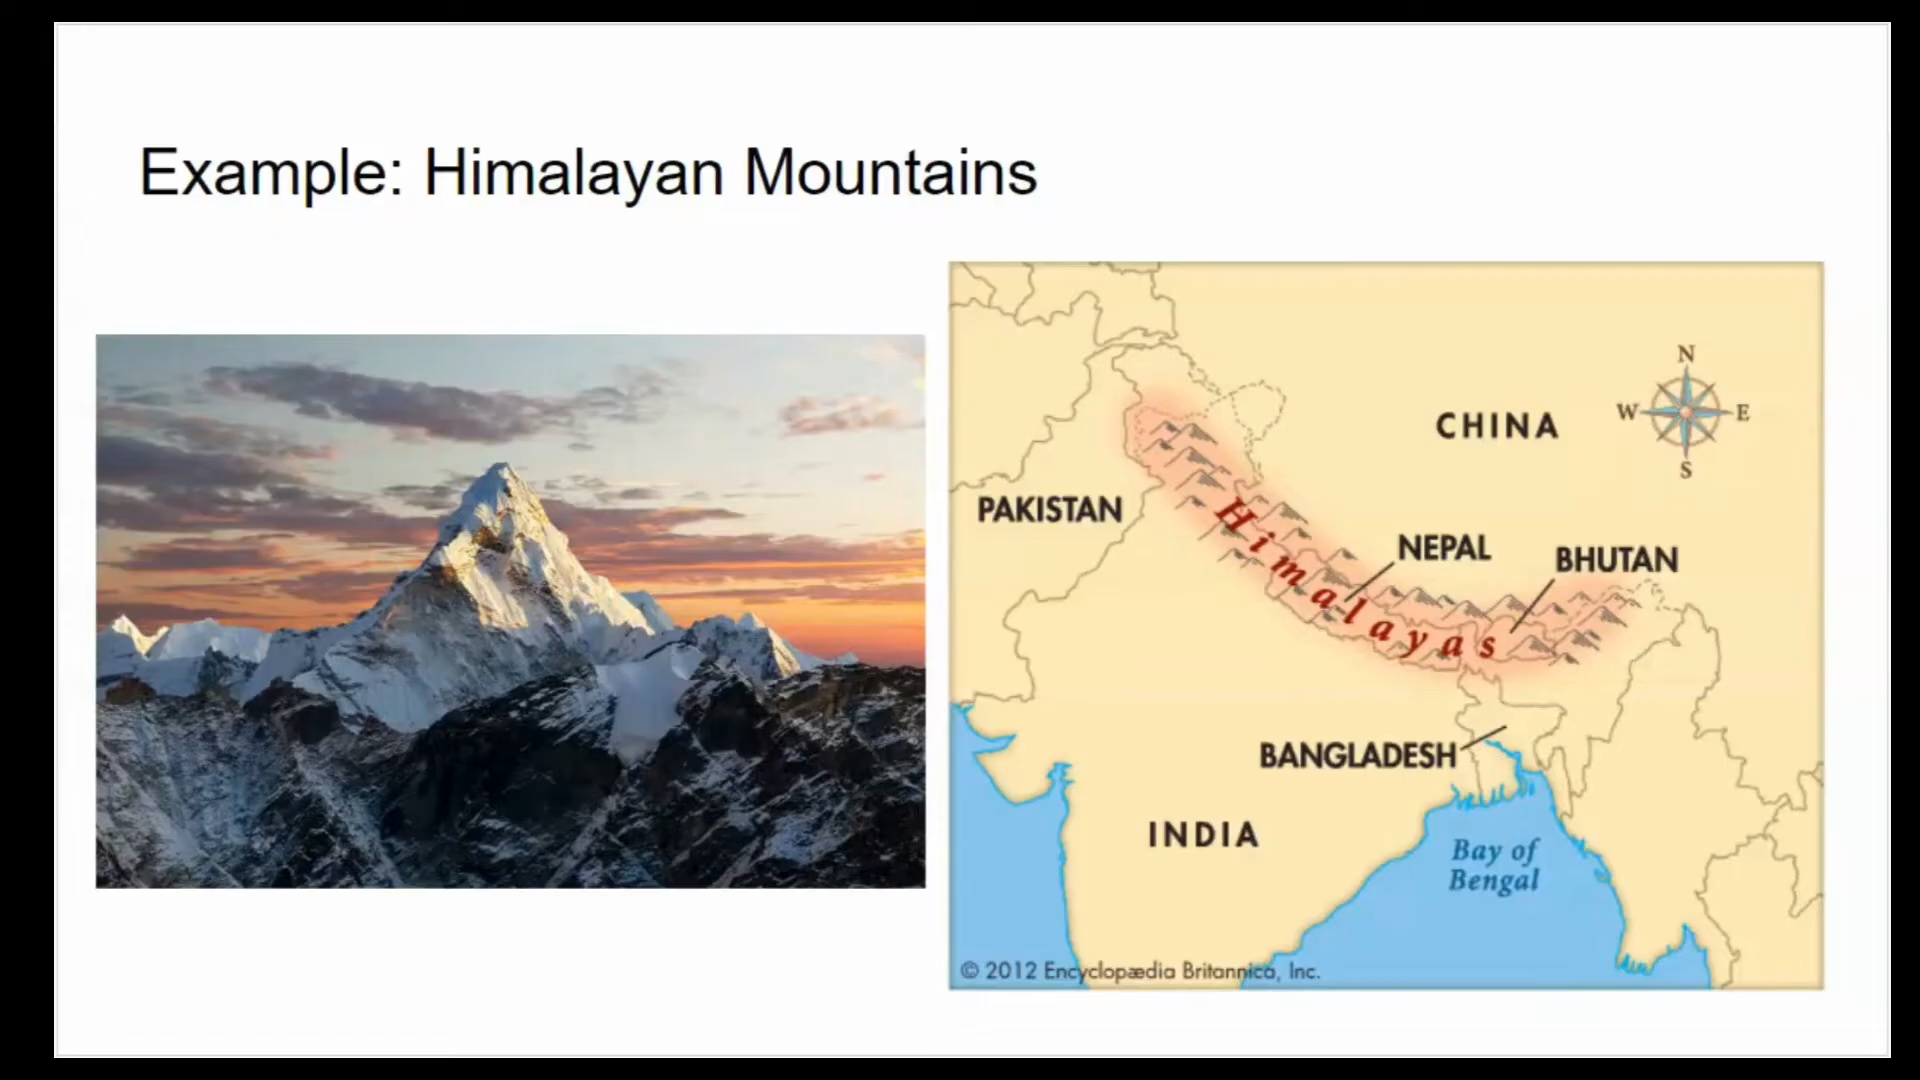 Example: Himalayan Mountains
N
W E
S
CHINA
PAKISTAN
NEPAL
BHUTAN
Himalayas
BANGLADESH
INDIA
Bay of
Bengal
© 2012 Encyclopædia Britannica, Inc.